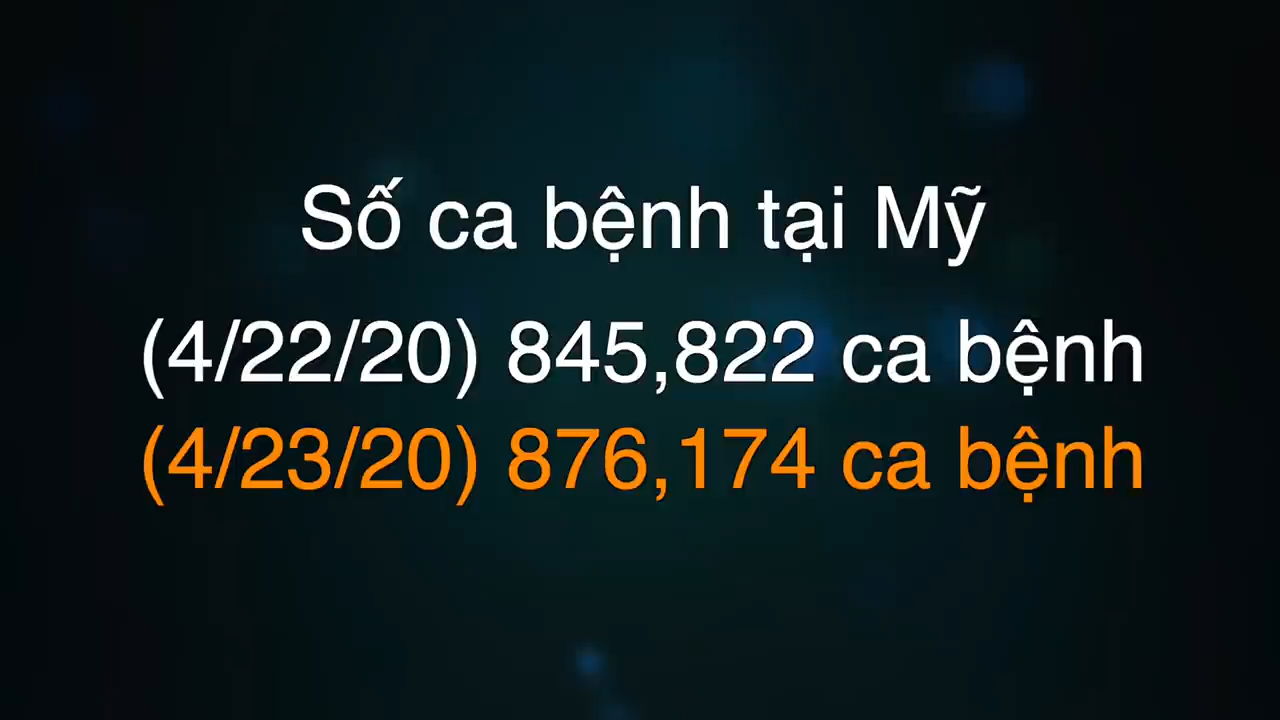 Số ca bệnh tại Mỹ
(4/22/20) 845,822 ca bệnh
(4/23/20) 876,174 ca bệnh